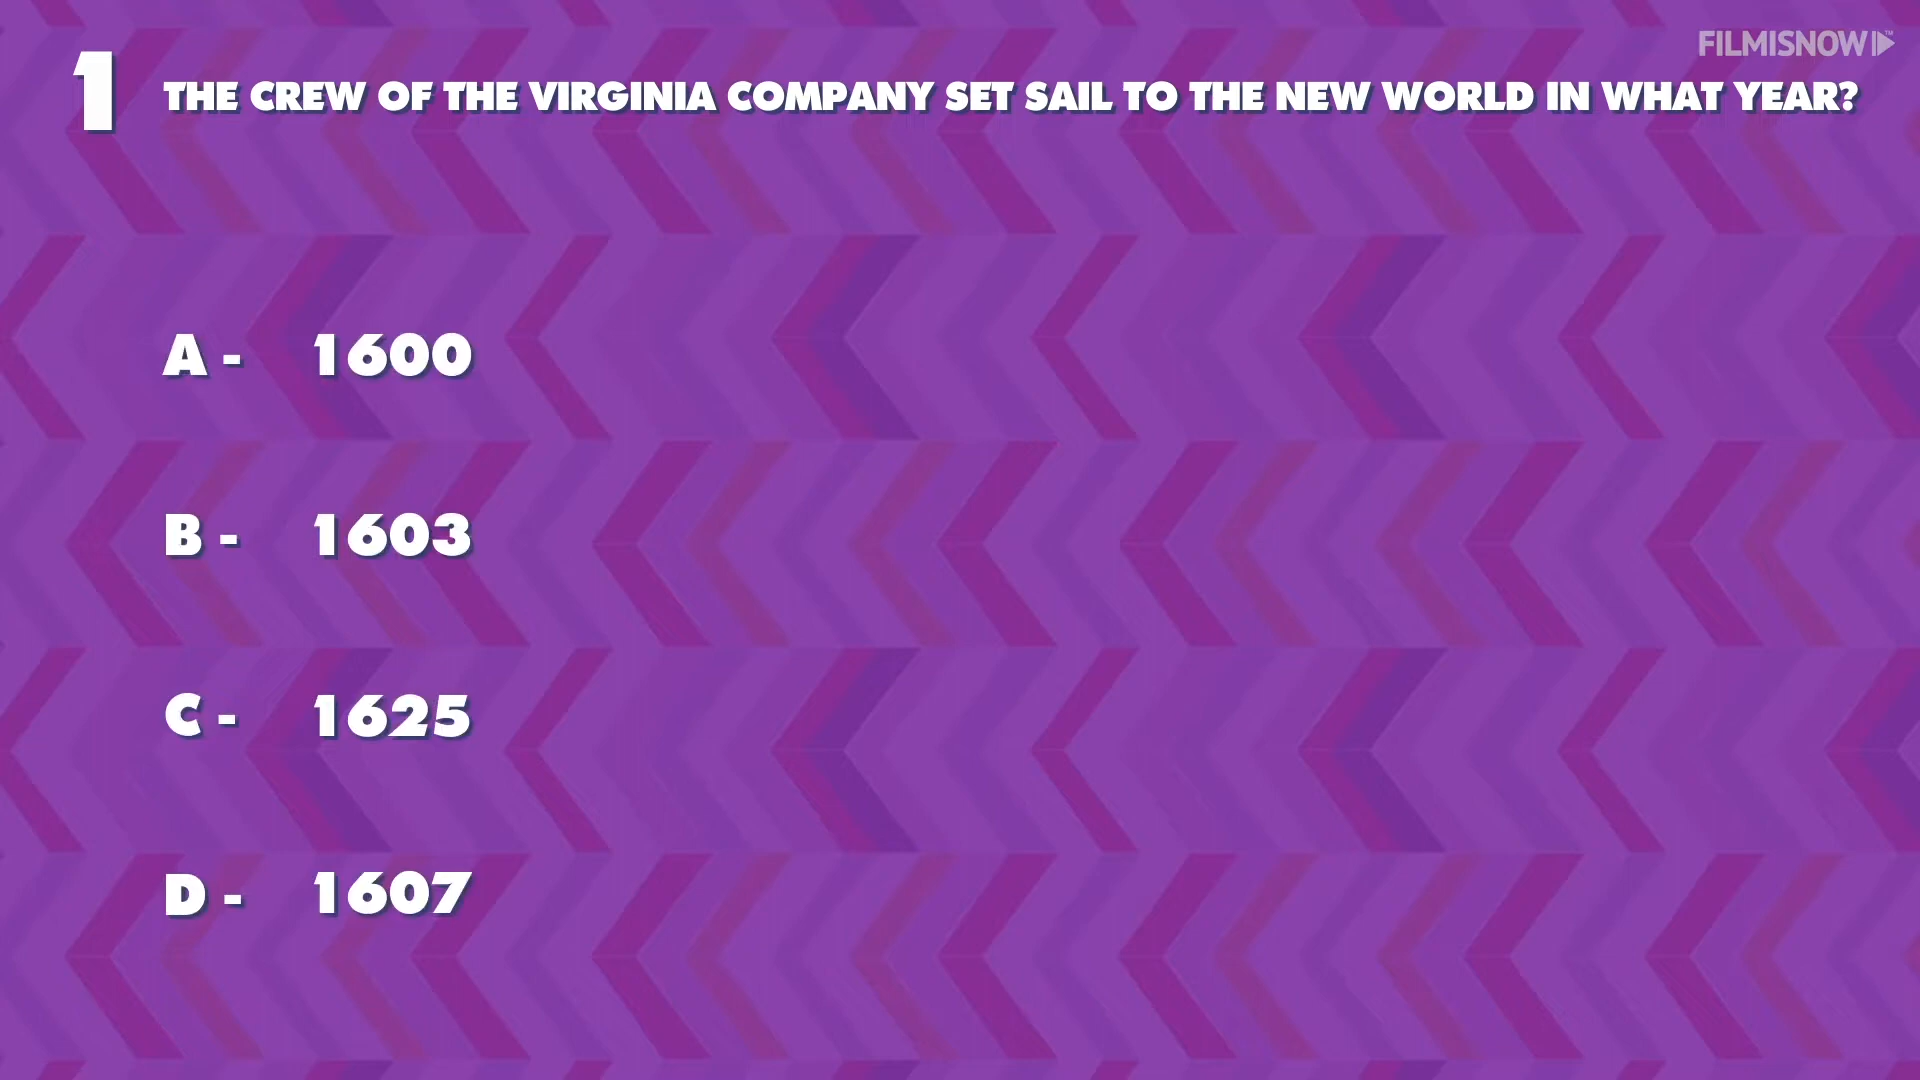 FILMISNOW
1 THE CREW OF THE VIRGINIA COMPANY SET SAIL TO THE NEW WORLD IN WHAT YEAR?
A - 1600
B - 1603
C - 1625
D - 1607